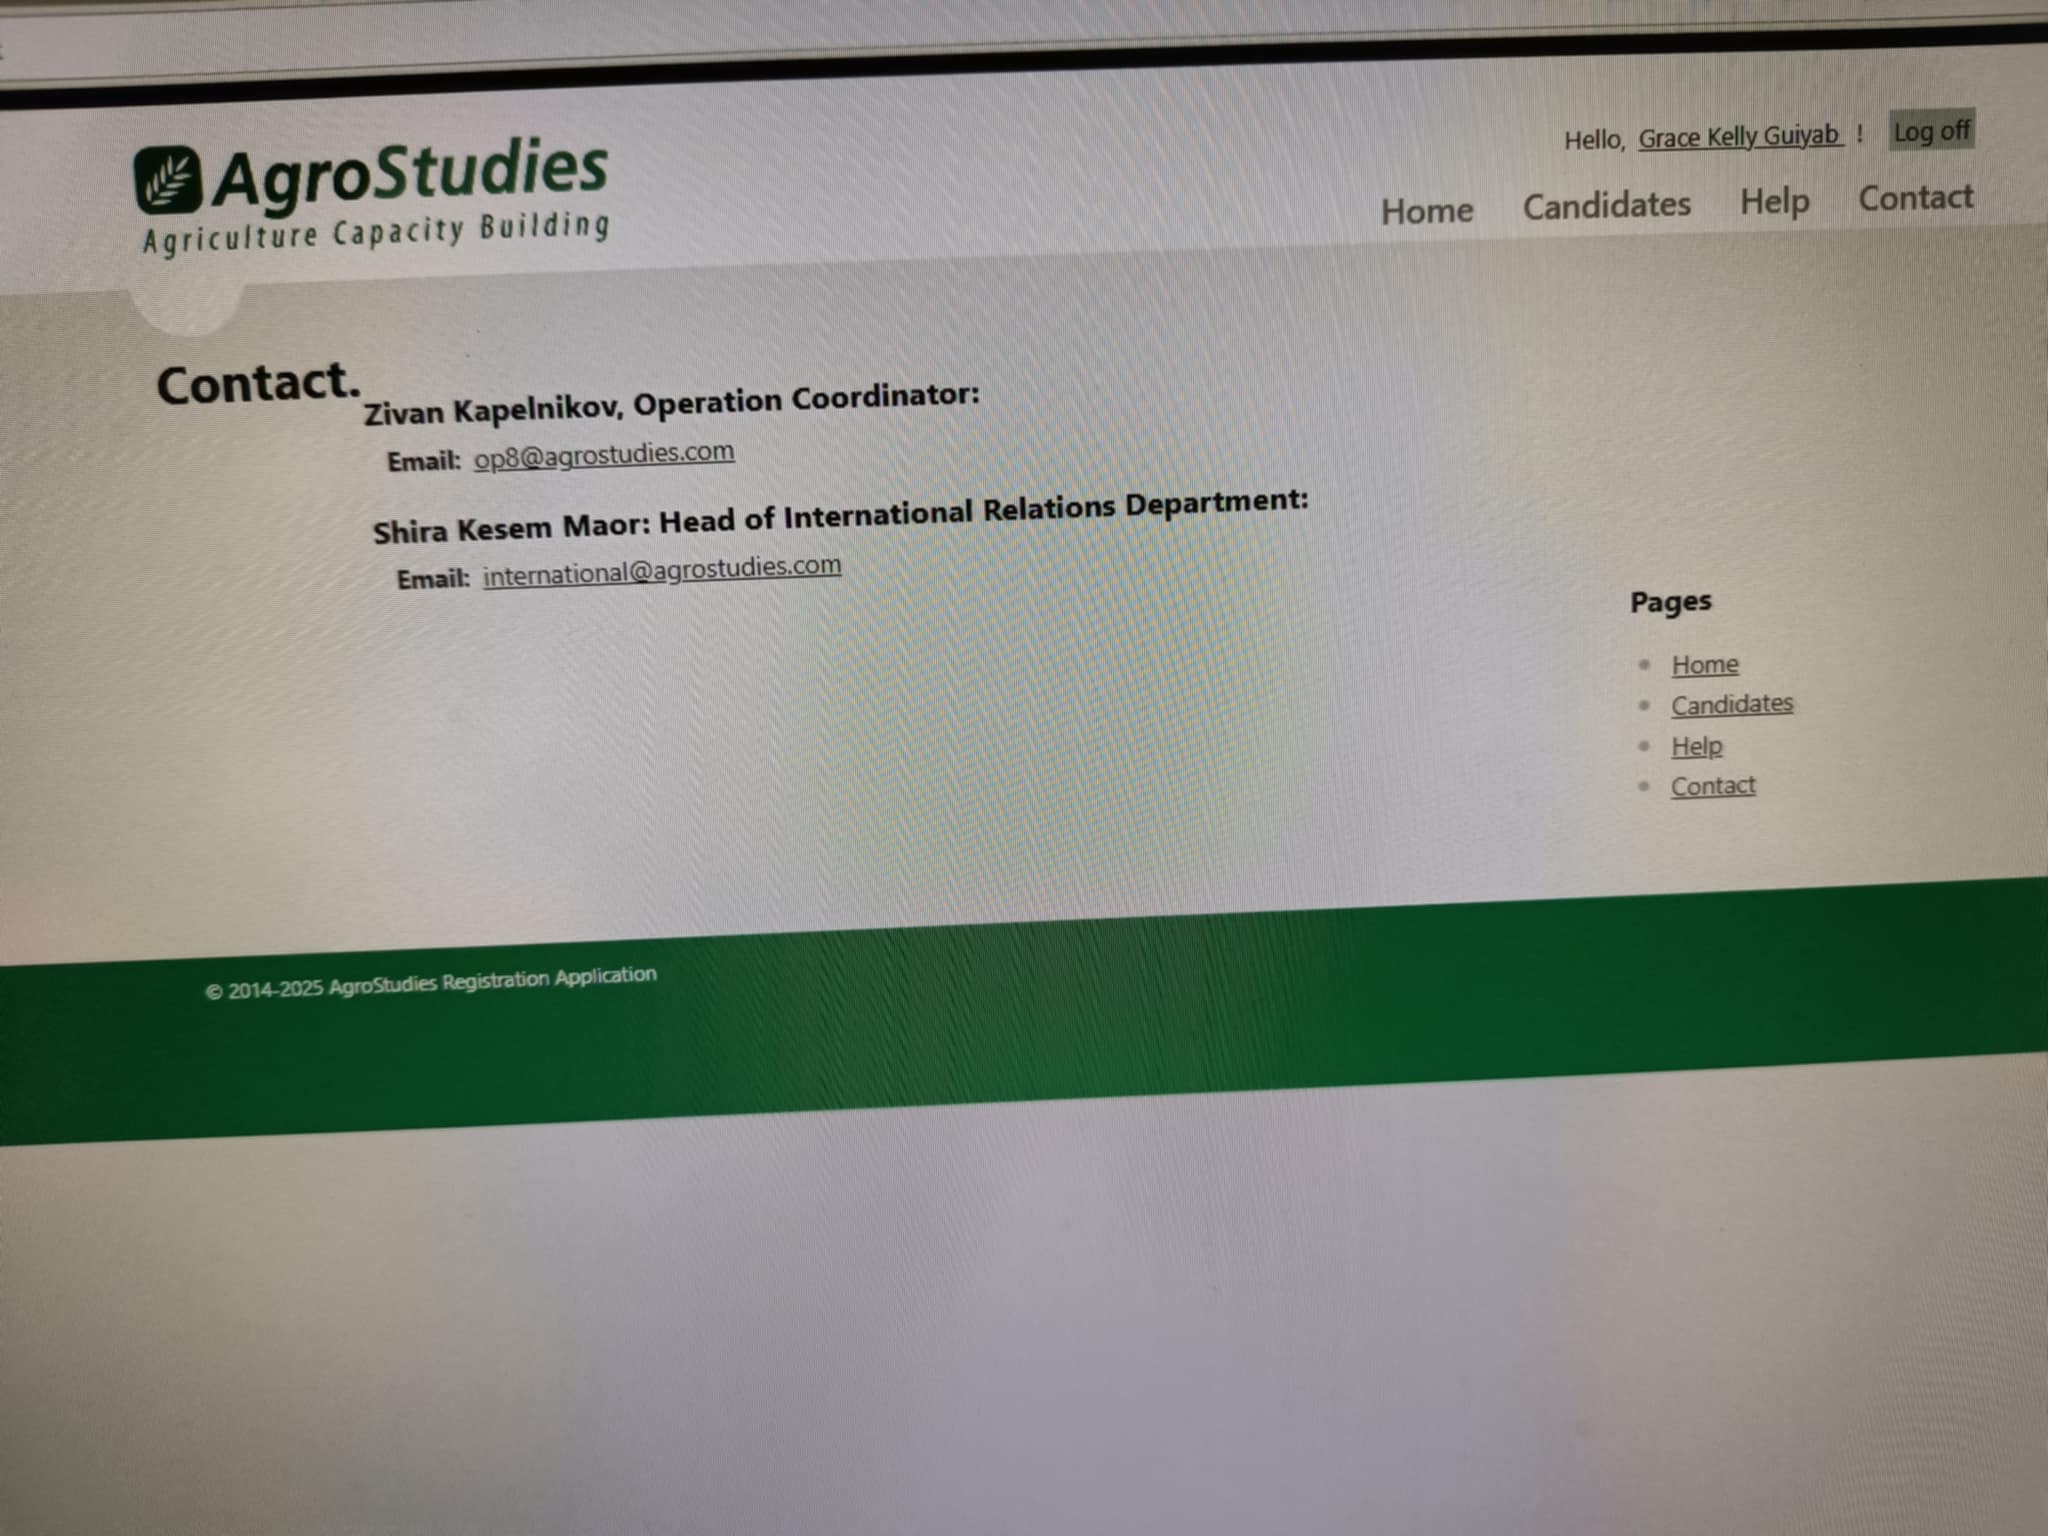 AgroStudies
Agriculture Capacity Building
Hello, Grace Kelly Guiyab ! Log off
Home Candidates Help Contact
Contact.
Zivan Kapelnikov, Operation Coordinator:
Email: op8@agrostudies.com
Shira Kesem Maor: Head of International Relations Department:
Email: international@agrostudies.com
Pages
Home
Candidates
Help
Contact
© 2014-2025 AgroStudies Registration Application